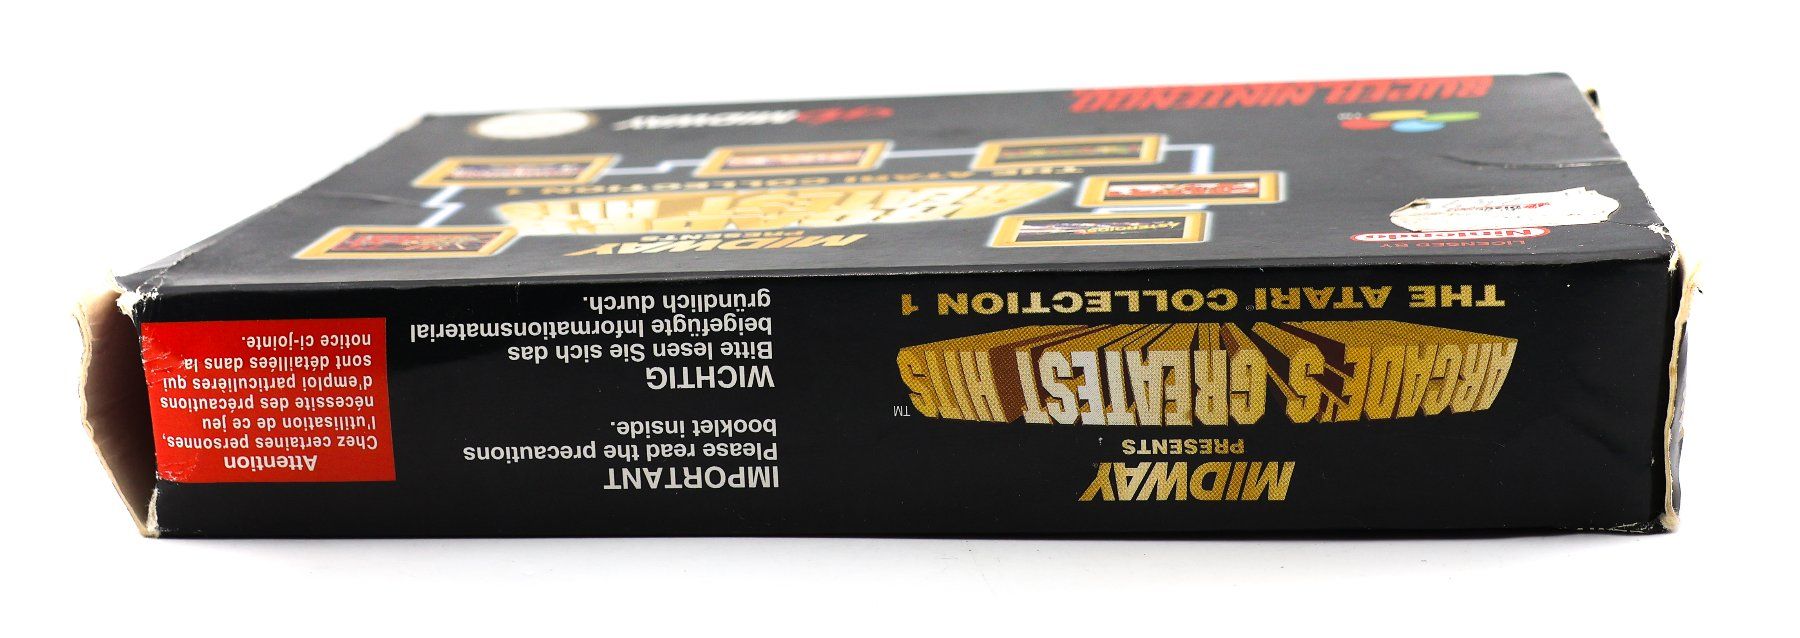 MIDWAY
PRESENTS
ARCADE'S GREATEST HITS
TM
THE ATARI COLLECTION 1
IMPORTANT
Please read the precautions
booklet inside.
WICHTIG
Bitte lesen Sie sich das
beigefügte Informationsmaterial
gründlich durch.
Attention
Chez certaines personnes,
l'utilisation de ce jeu
nécessite des précautions
d'emploi particulières qui
sont détaillées dans la
notice ci-jointe.
LICENSED BY
Nintendo
MIDWAY
PRESENTS
ARCADE'S
GREATEST HITS
THE ATARI COLLECTION 1
SUPER NINTENDO
MIDWAY